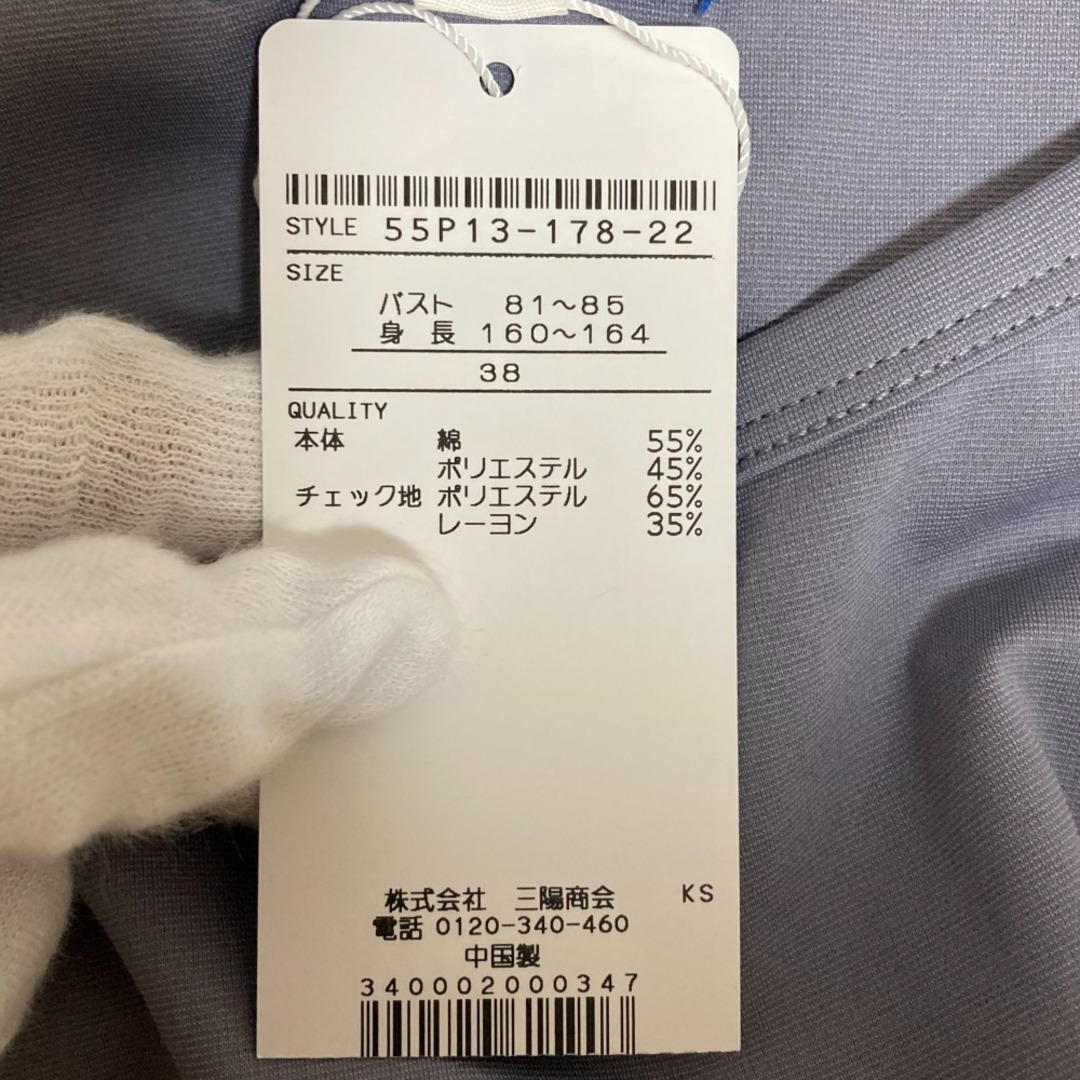 STYLE 55P13-178-22
SIZE
バスト 81〜85
身 長 160〜164
38
QUALITY
本体 綿 55%
ポリエステル 45%
チェック地 ポリエステル 65%
レーヨン 35%
株式会社 三陽商会 KS
電話 0120-340-460
中国製
340002000347